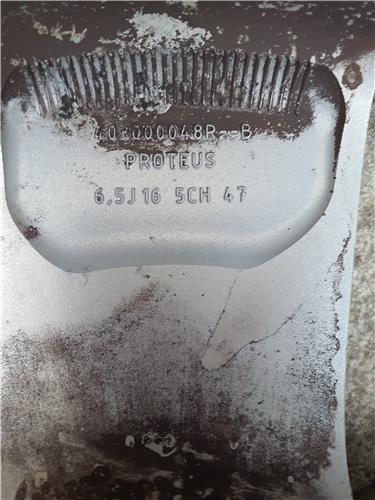 403000048R--B
PROTEUS
6,5J16 5CH 47